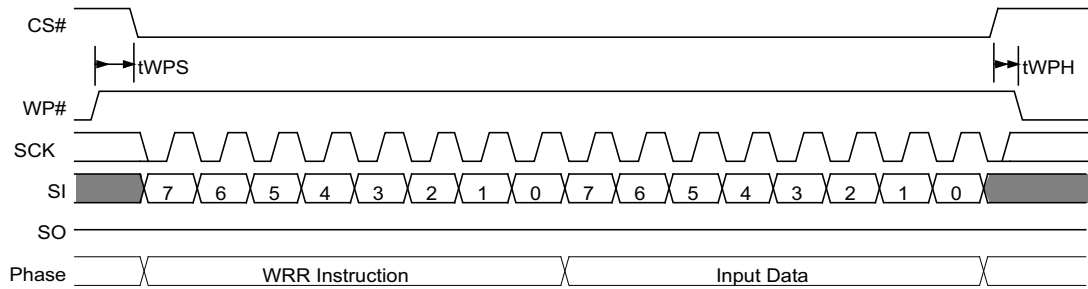 CS#
tWPS
tWPH
WP#
SCK
SI 7 6 5 4 3 2 1 0 7 6 5 4 3 2 1 0
SO
Phase WRR Instruction Input Data